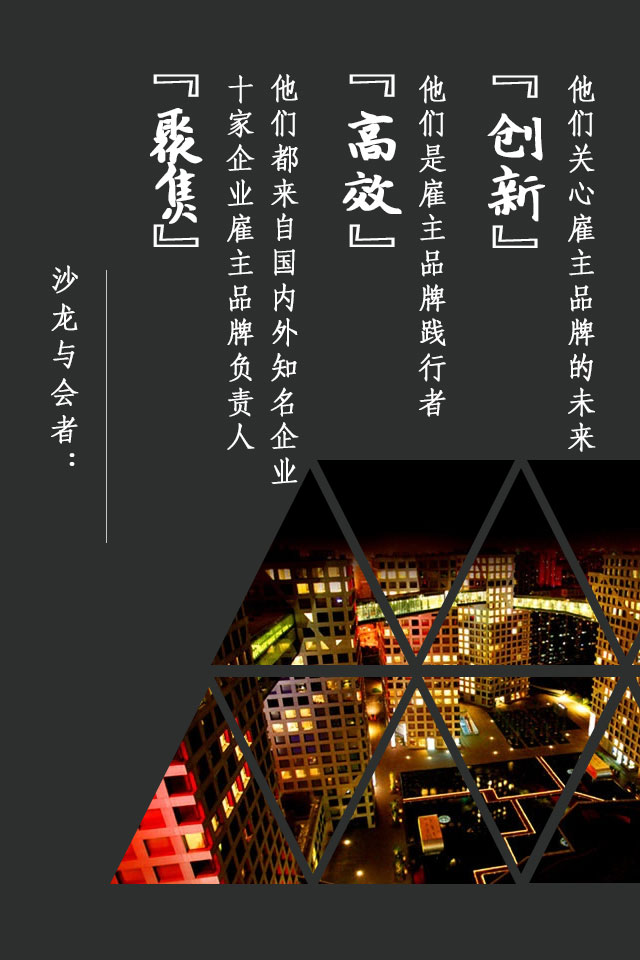 沙龙与会者：
『聚集』
他们都来自国内外知名企业
十家企业雇主品牌负责人
『高效』
他们是雇主品牌践行者
『创新』
他们关心雇主品牌的未来